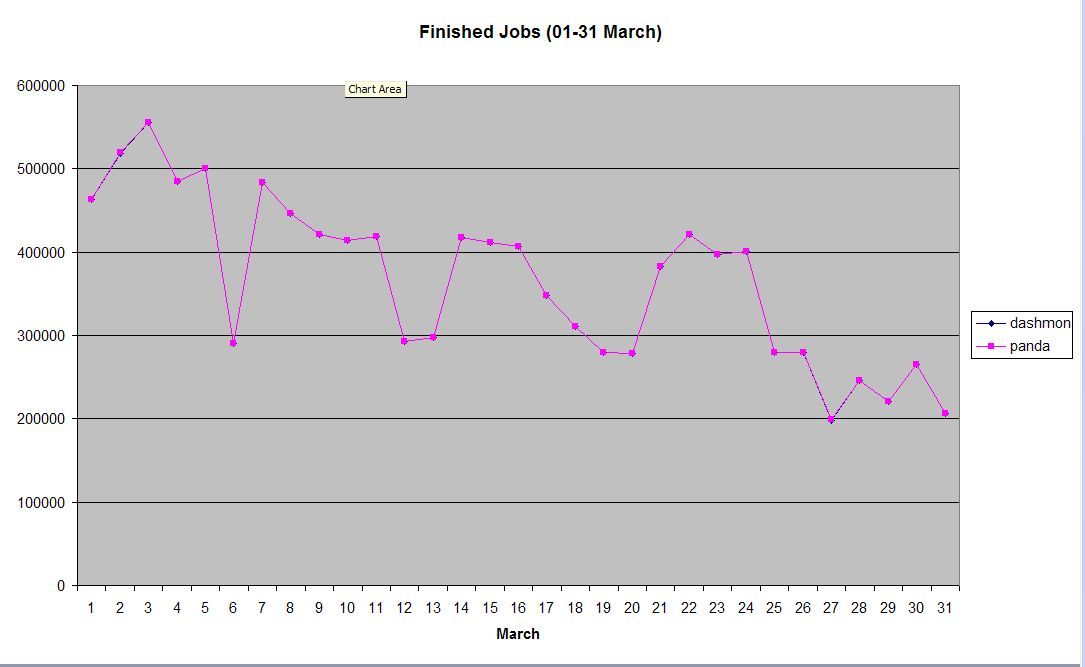 Finished Jobs (01-31 March)
Chart Area
600000
500000
400000
300000
200000
100000
0
1 2 3 4 5 6 7 8 9 10 11 12 13 14 15 16 17 18 19 20 21 22 23 24 25 26 27 28 29 30 31
March
dashmon
panda